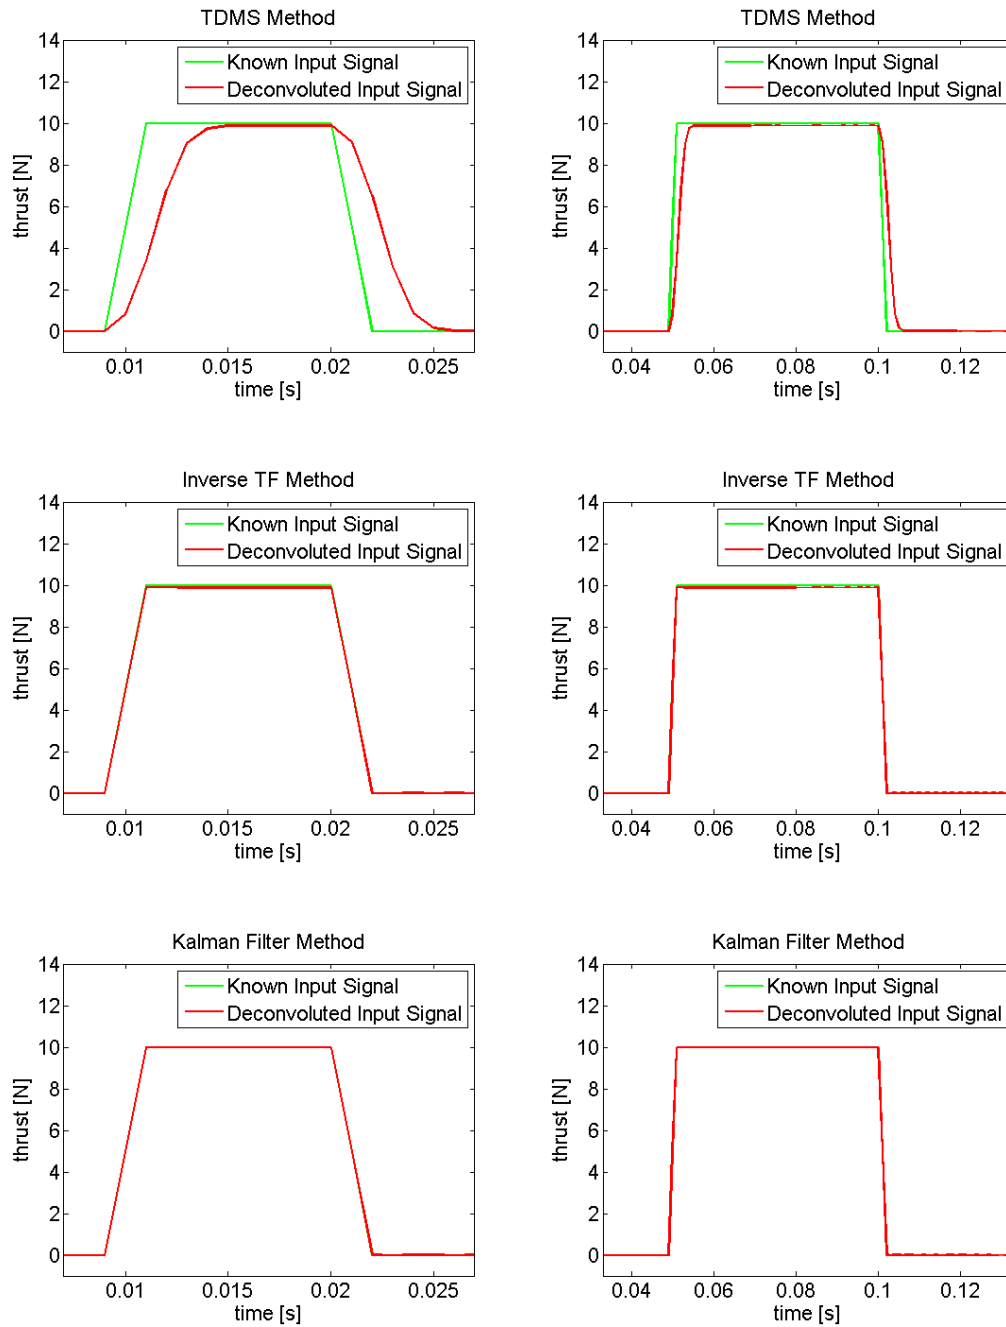 TDMS Method
14
12
10
8
6
4
2
0
thrust [N]
Known Input Signal
Deconvoluted Input Signal
0.01 0.015 0.02 0.025
time [s]
TDMS Method
14
12
10
8
6
4
2
0
thrust [N]
Known Input Signal
Deconvoluted Input Signal
0.04 0.06 0.08 0.1 0.12
time [s]
Inverse TF Method
14
12
10
8
6
4
2
0
thrust [N]
Known Input Signal
Deconvoluted Input Signal
0.01 0.015 0.02 0.025
time [s]
Inverse TF Method
14
12
10
8
6
4
2
0
thrust [N]
Known Input Signal
Deconvoluted Input Signal
0.04 0.06 0.08 0.1 0.12
time [s]
Kalman Filter Method
14
12
10
8
6
4
2
0
thrust [N]
Known Input Signal
Deconvoluted Input Signal
0.01 0.015 0.02 0.025
time [s]
Kalman Filter Method
14
12
10
8
6
4
2
0
thrust [N]
Known Input Signal
Deconvoluted Input Signal
0.04 0.06 0.08 0.1 0.12
time [s]